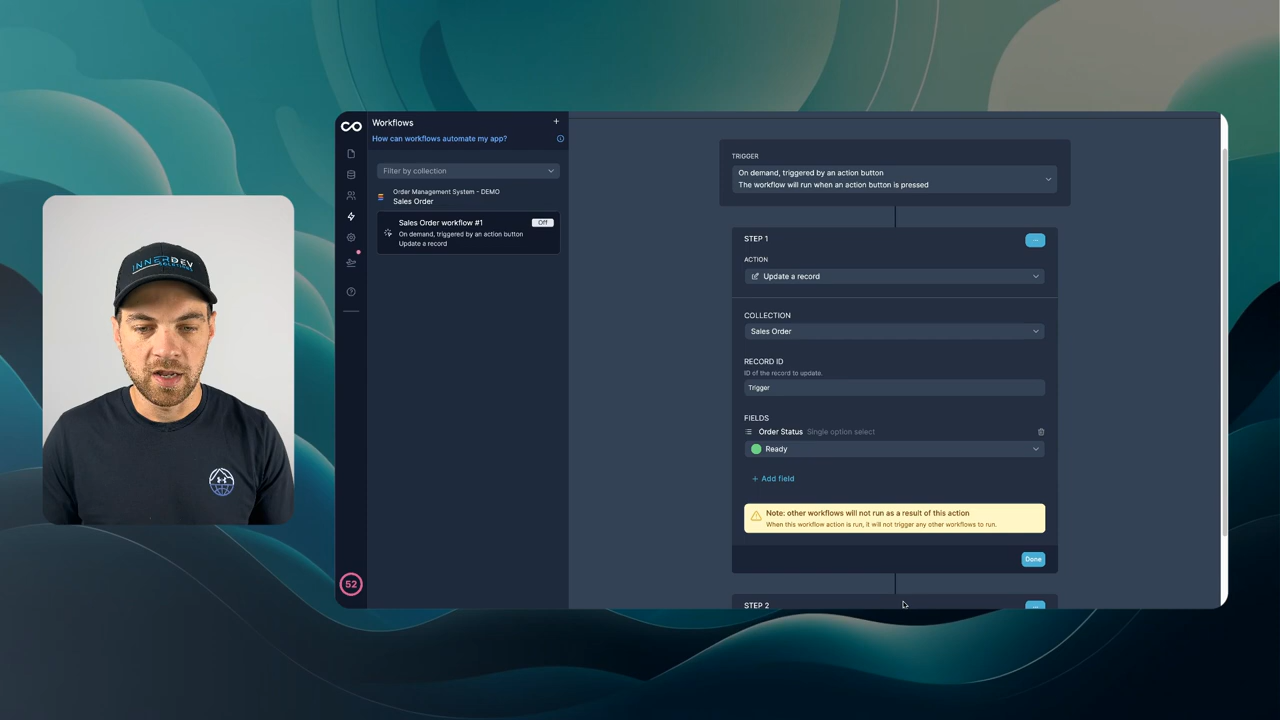 INNERDEV
SOLUTIONS
Workflows
+
How can workflows automate my app?
Filter by collection
Order Management System - DEMO
Sales Order
Sales Order workflow #1
Off
On demand, triggered by an action button
Update a record
52
TRIGGER
On demand, triggered by an action button
The workflow will run when an action button is pressed
STEP 1
...
ACTION
Update a record
COLLECTION
Sales Order
RECORD ID
ID of the record to update.
Trigger
FIELDS
Order Status Single option select
Ready
+ Add field
Note: other workflows will not run as a result of this action
When this workflow action is run, it will not trigger any other workflows to run.
Done
STEP 2
...